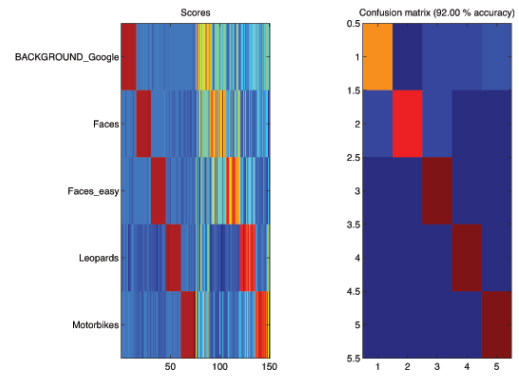 Scores
BACKGROUND_Google
Faces
Faces_easy
Leopards
Motorbikes
50 100 150
Confusion matrix (92.00 % accuracy)
0.5
1
1.5
2
2.5
3
3.5
4
4.5
5
5.5
1 2 3 4 5